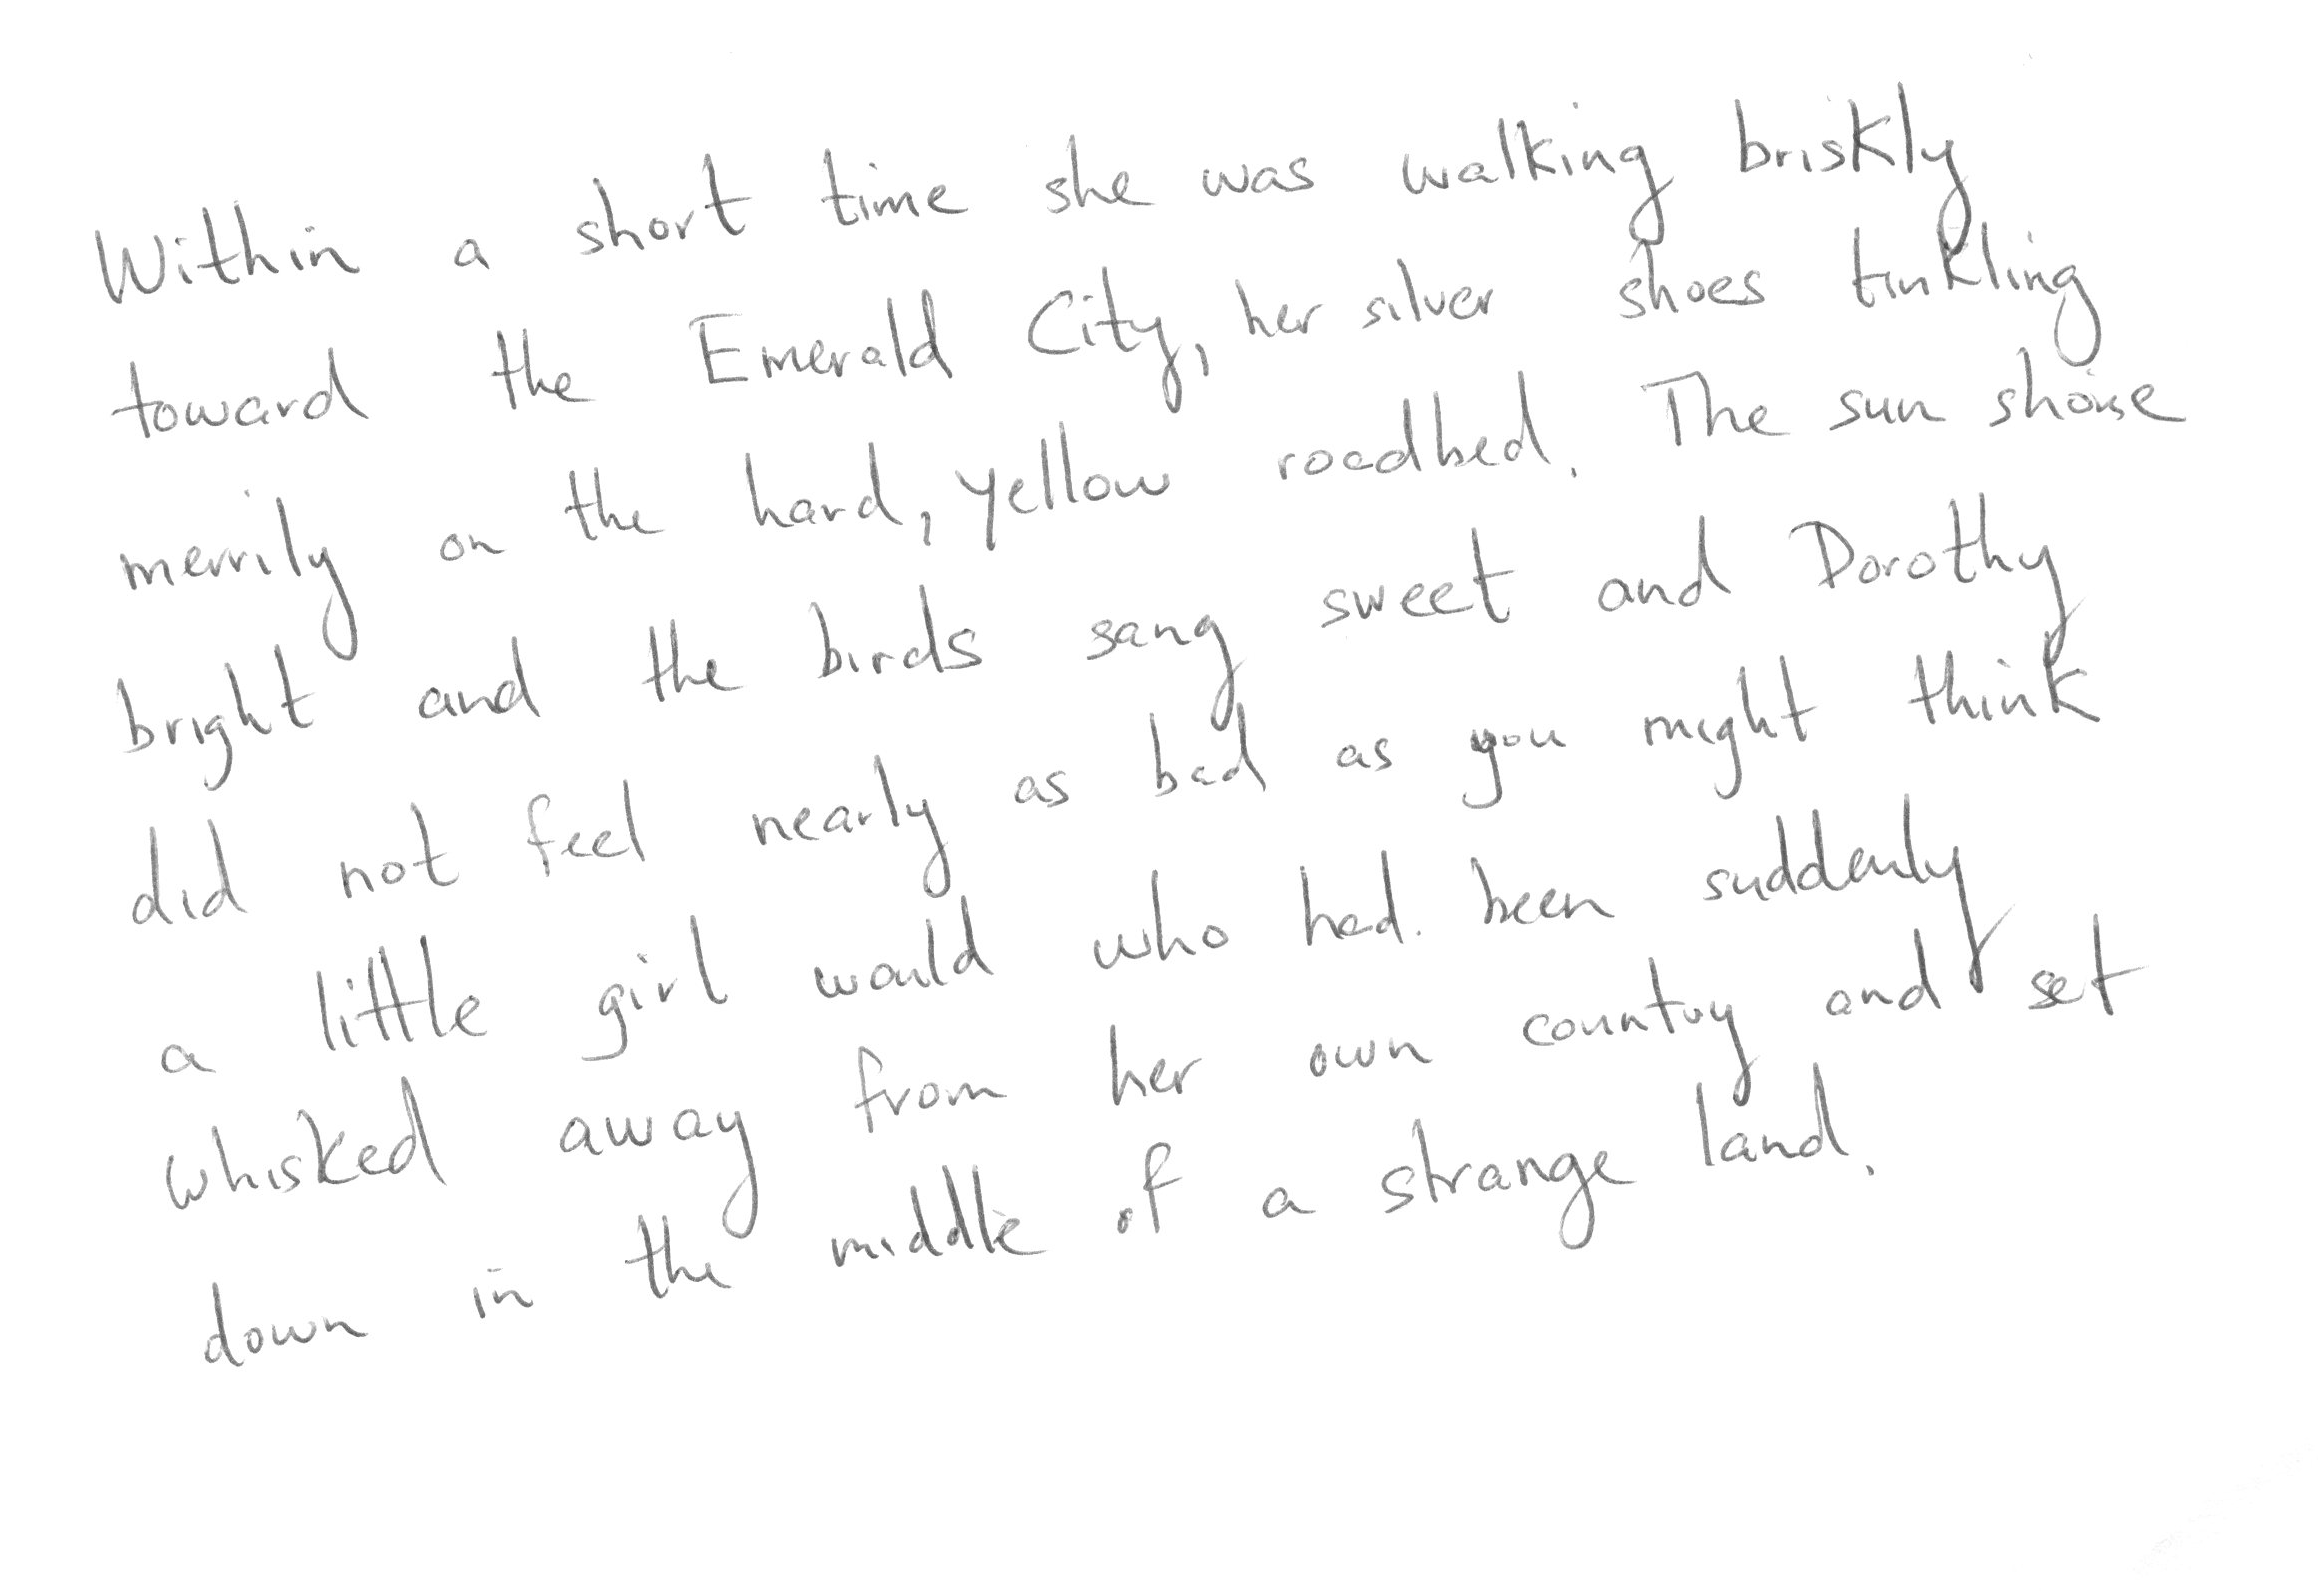 Within a short time she was walking briskly
toward the Emerald City, her silver shoes tinkling
merrily on the hard, yellow roadbed. The sun shone
bright and the birds sang sweet and Dorothy
did not feel nearly as bad as you might think
a little girl would who had been suddenly
whisked away from her own country and set
down in the middle of a strange land.